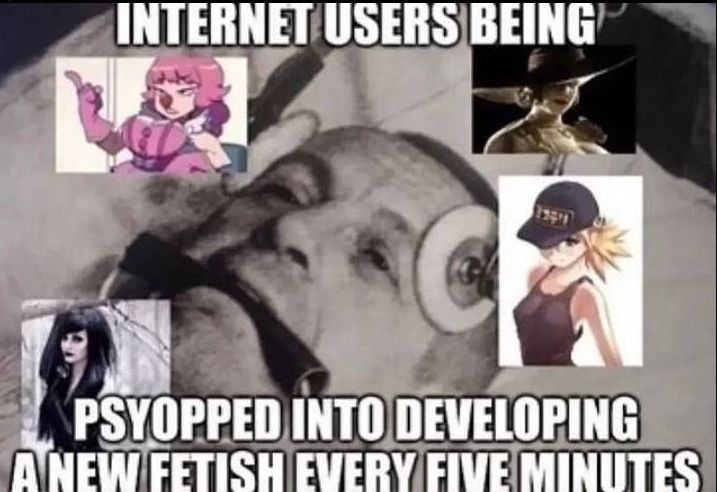 INTERNET USERS BEING
PSYOPPED INTO DEVELOPING
A NEW FETISH EVERY FIVE MINUTES